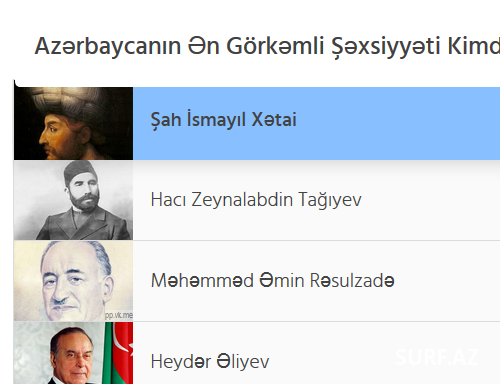 Azərbaycanın Ən Görkəmli Şəxsiyyəti Kimd
Şah İsmayıl Xətai
Hacı Zeynalabdin Tağıyev
Məhəmməd Əmin Rəsulzadə
pp.vk.me
Heydər Əliyev
SURF.AZ